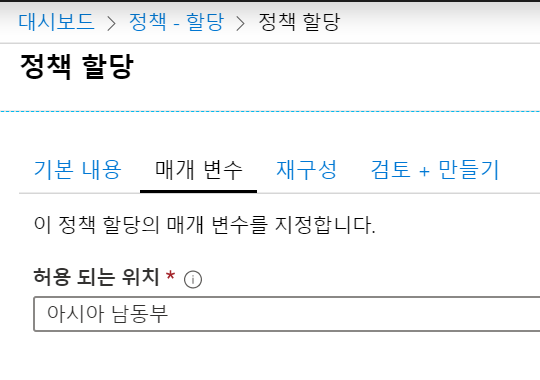 대시보드 > 정책 - 할당 > 정책 할당
정책 할당
기본 내용 매개 변수 재구성 검토 + 만들기
이 정책 할당의 매개 변수를 지정합니다.
허용 되는 위치 *
아시아 남동부